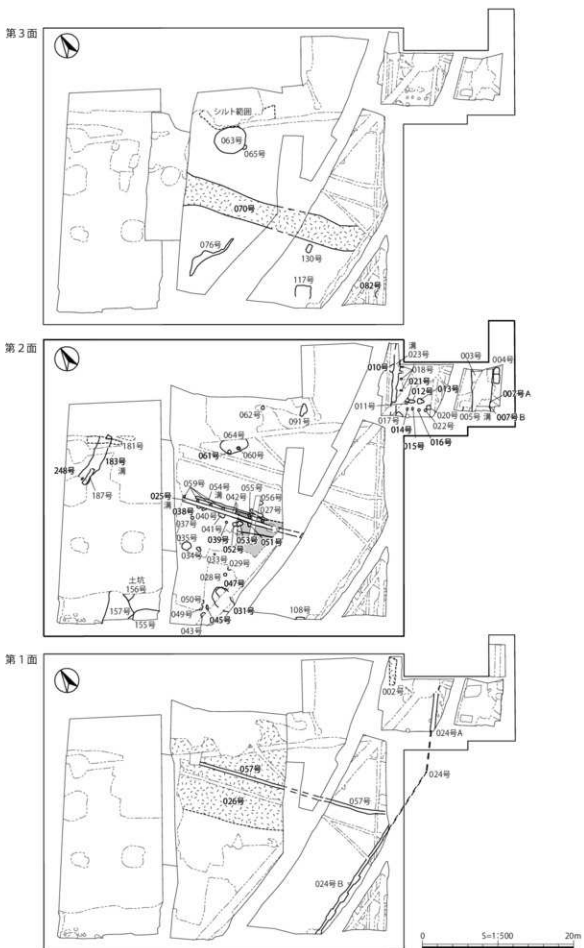 第3面
シルト範囲
063号
065号
070号
076号
130号
117号
082号
第2面
溝
023号
010号
018号
021号
012号
013号
003号
004号
007号A
011号
017号
014号
015号
016号
020号
022号
005号
溝
007号B
062号
091号
064号
061号
060号
181号
183号
溝
248号
187号
059号
054号
溝
042号
055号
056号
027号
025号
溝
038号
040号
037号
041号
039号
053号
051号
052号
035号
034号
033号
029号
028号
047号
050号
049号
031号
045号
043号
108号
土坑
156号
157号
155号
第1面
002号
024号A
024号
057号
057号
026号
024号B
0
S=1:500
20m